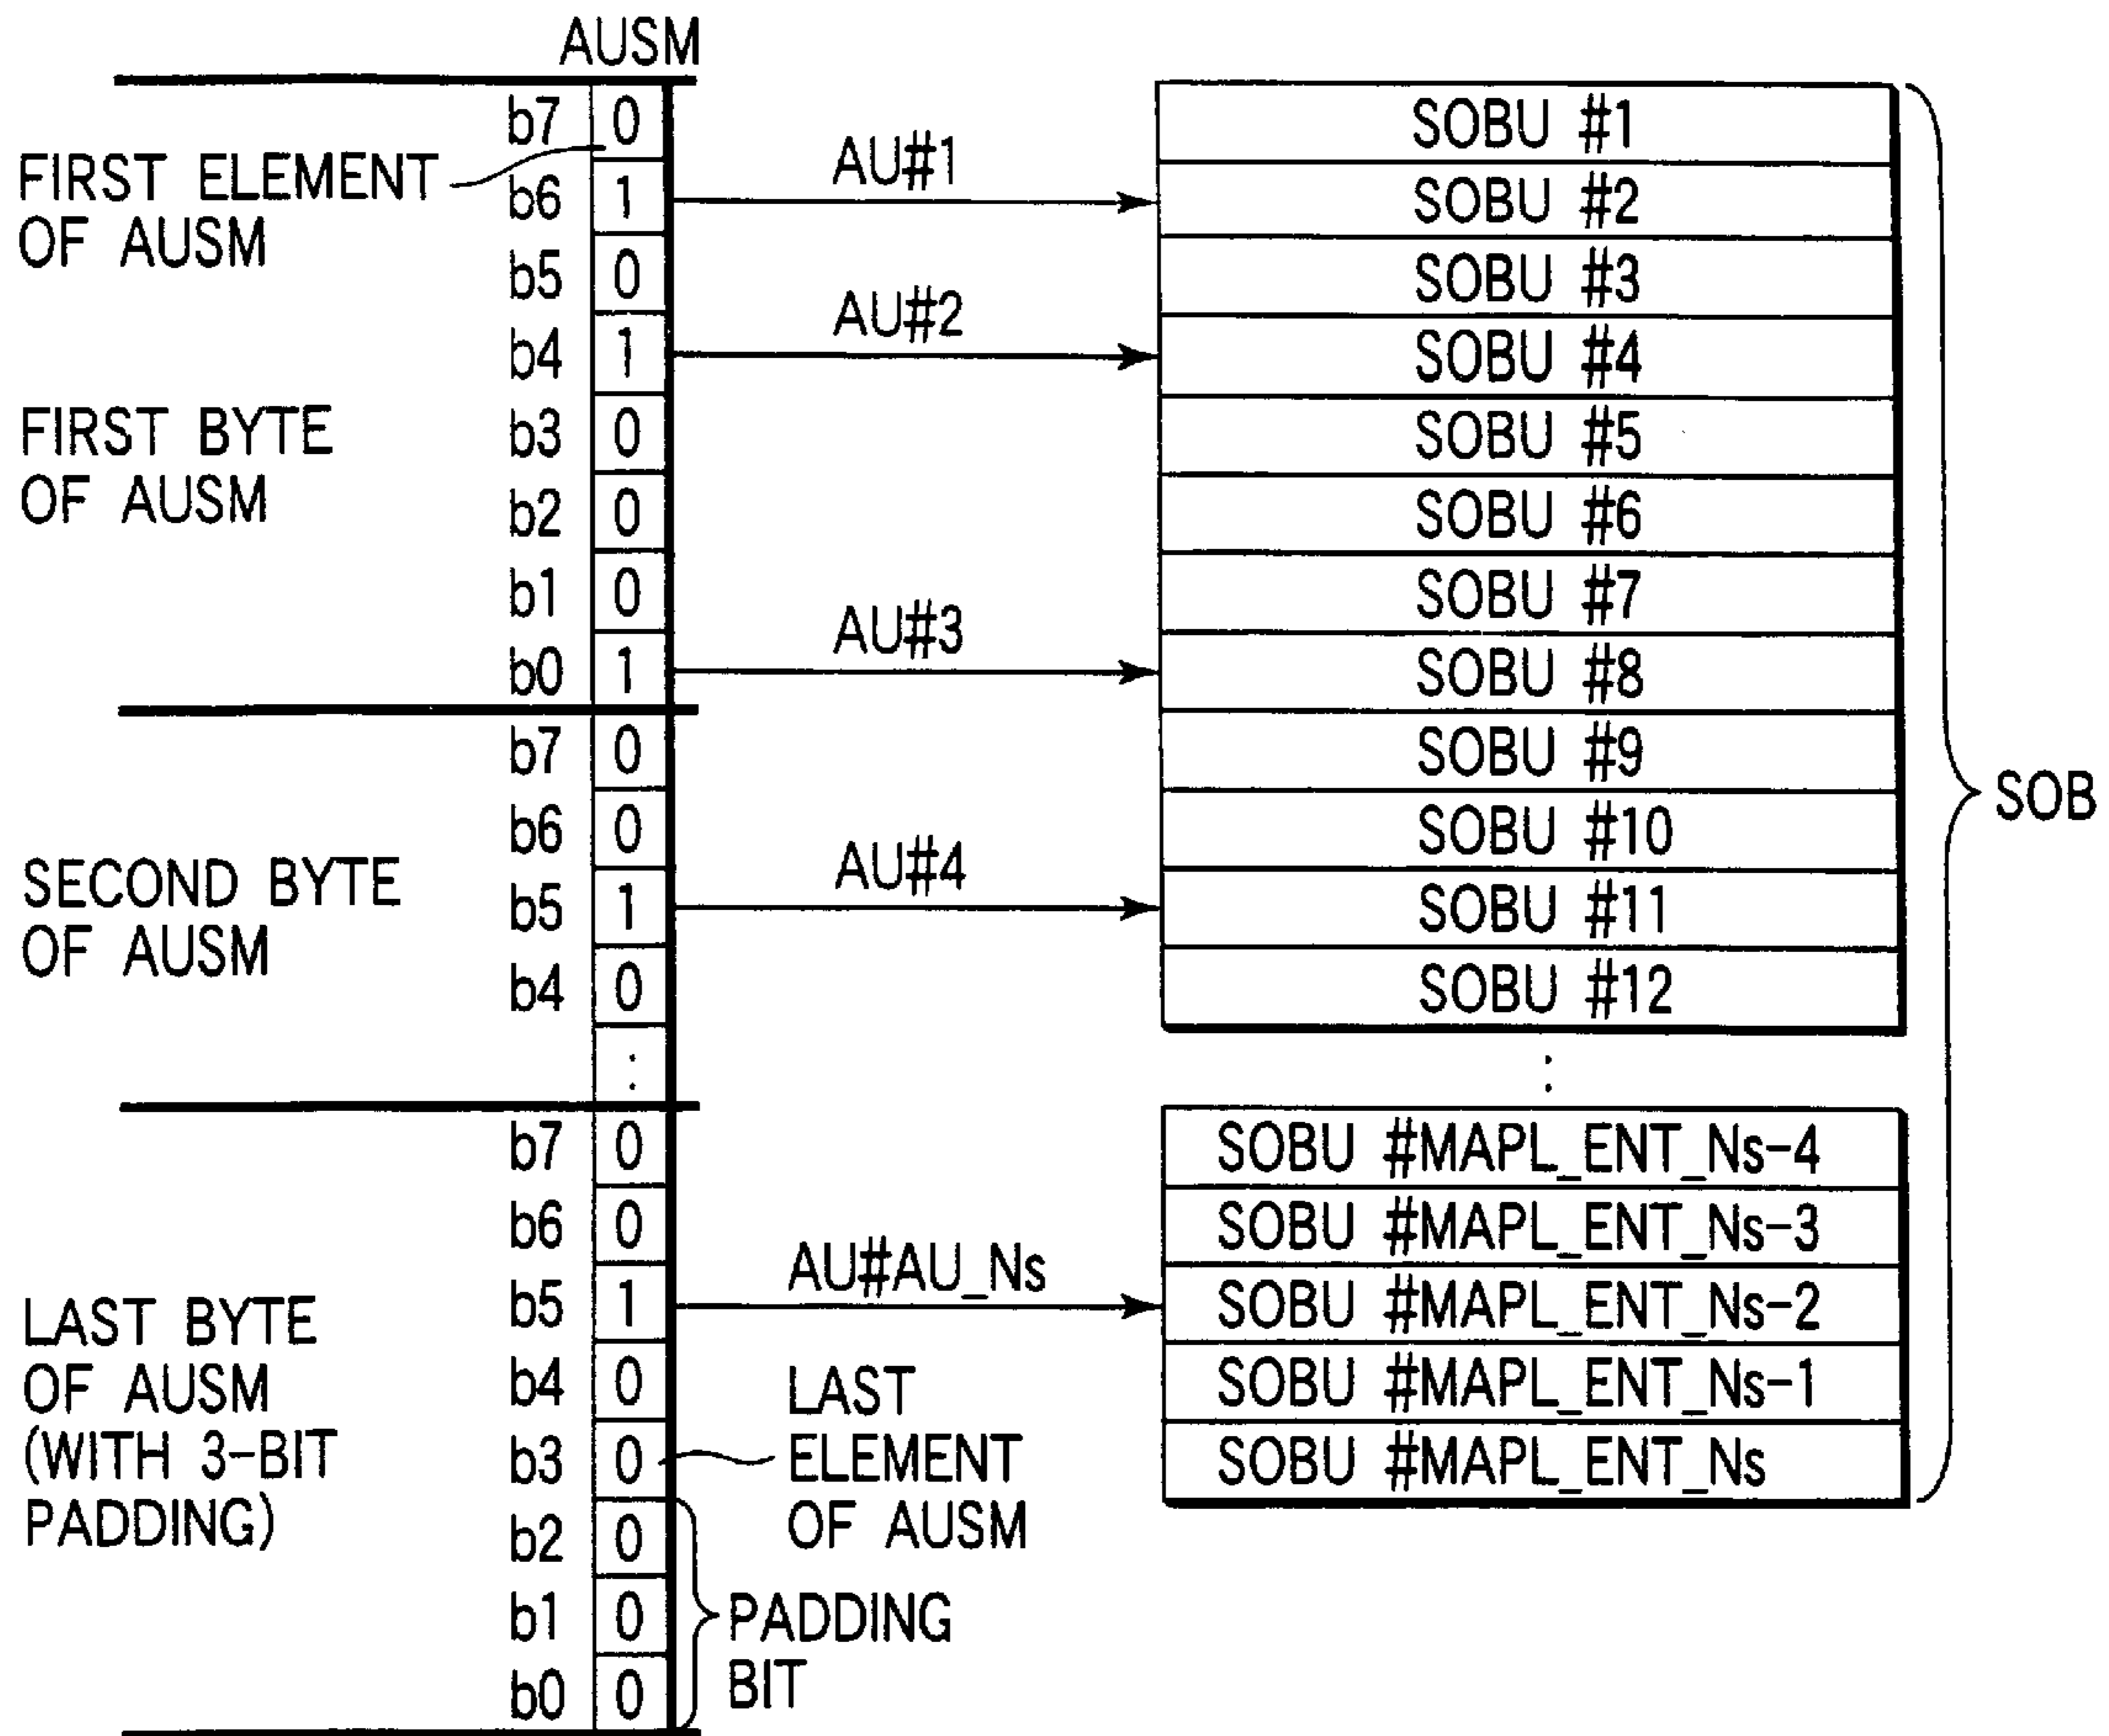 AUSM
b7 0
FIRST ELEMENT
OF AUSM
b6 1
AU#1
b5 0
b4 1
AU#2
FIRST BYTE
OF AUSM
b3 0
b2 0
b1 0
b0 1
AU#3
b7 0
b6 0
SECOND BYTE
OF AUSM
b5 1
AU#4
b4 0
:
b7 0
b6 0
b5 1
AU#AU_Ns
LAST BYTE
OF AUSM
(WITH 3-BIT
PADDING)
b4 0
b3 0
LAST
ELEMENT
OF AUSM
b2 0
b1 0
b0 0
PADDING
BIT
SOBU #1
SOBU #2
SOBU #3
SOBU #4
SOBU #5
SOBU #6
SOBU #7
SOBU #8
SOBU #9
SOBU #10
SOBU #11
SOBU #12
:
SOBU #MAPL_ENT_Ns-4
SOBU #MAPL_ENT_Ns-3
SOBU #MAPL_ENT_Ns-2
SOBU #MAPL_ENT_Ns-1
SOBU #MAPL_ENT_Ns
SOB